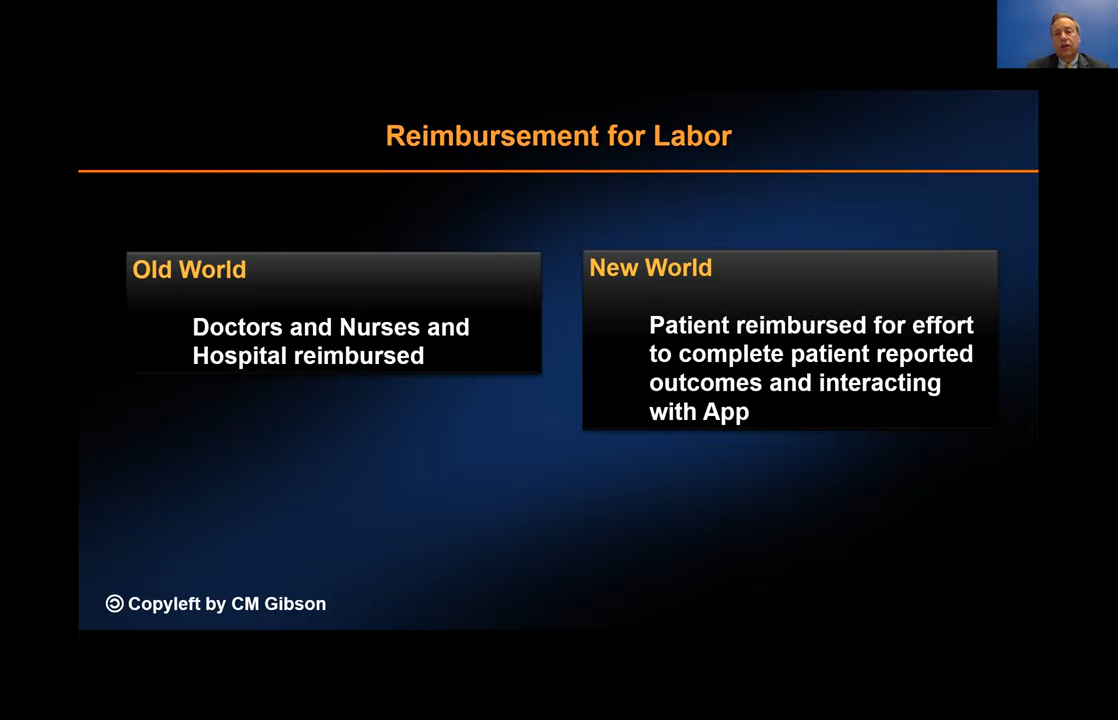 Reimbursement for Labor
Old World
Doctors and Nurses and
Hospital reimbursed
New World
Patient reimbursed for effort
to complete patient reported
outcomes and interacting
with App
🄯 Copyleft by CM Gibson